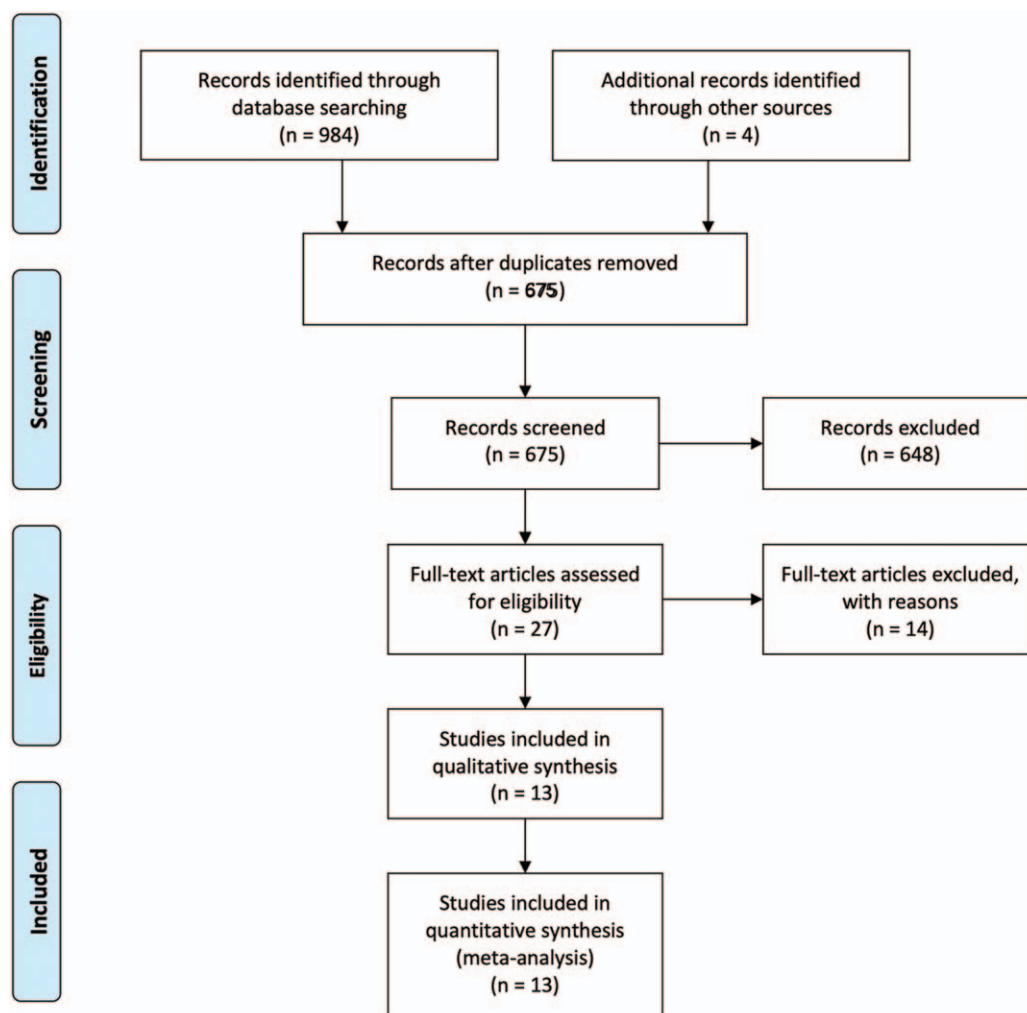 Identification
Records identified through
database searching
(n = 984)
Additional records identified
through other sources
(n = 4)
Records after duplicates removed
(n = 675)
Screening
Records screened
(n = 675)
Records excluded
(n = 648)
Eligibility
Full-text articles assessed
for eligibility
(n = 27)
Full-text articles excluded,
with reasons
(n = 14)
Studies included in
qualitative synthesis
(n = 13)
Included
Studies included in
quantitative synthesis
(meta-analysis)
(n = 13)